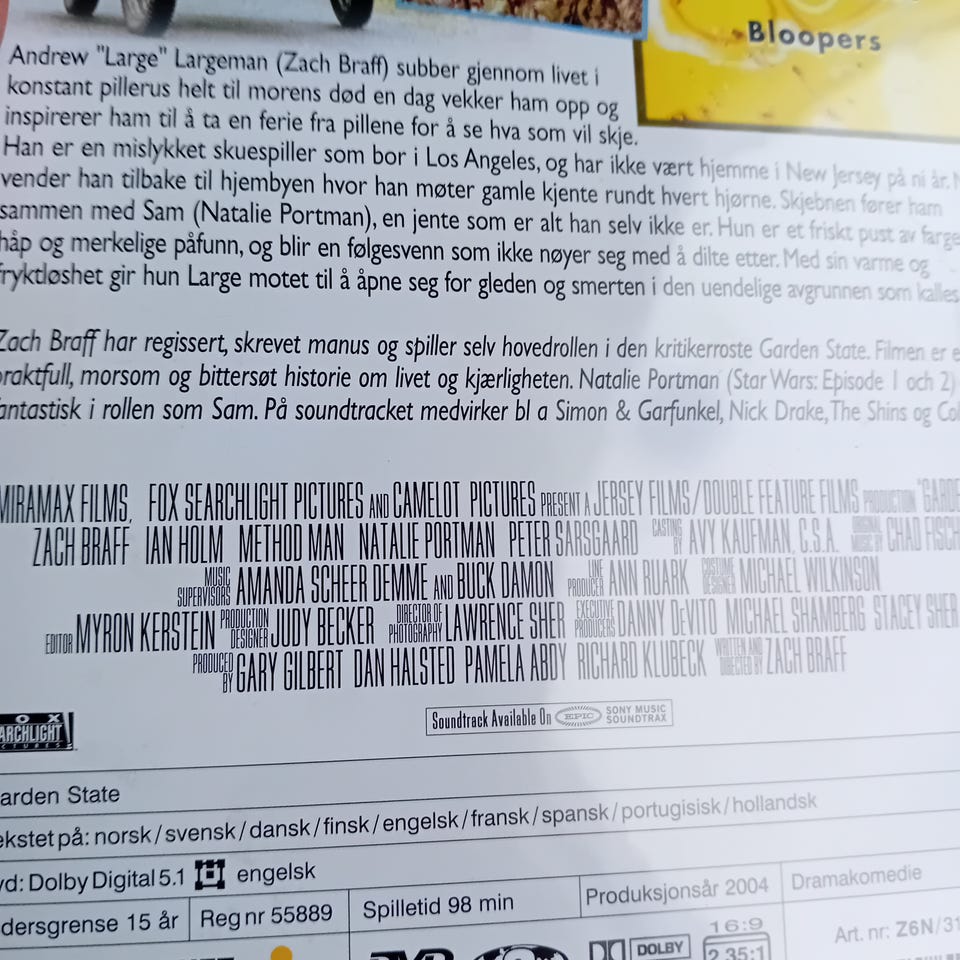 Bloopers
Andrew "Large" Largeman (Zach Braff) subber gjennom livet i
konstant pillerus helt til morens død en dag vekker ham opp og
inspirerer ham til å ta en ferie fra pillene for å se hva som vil skje.
Han er en mislykket skuespiller som bor i Los Angeles, og har ikke vært hjemme i New Jersey på ni år. N
vender han tilbake til hjembyen hvor han møter gamle kjente rundt hvert hjørne. Skjebnen fører ham
sammen med Sam (Natalie Portman), en jente som er alt han selv ikke er. Hun er et friskt pust av farge
håp og merkelige påfunn, og blir en følgesvenn som ikke nøyer seg med å dilte etter. Med sin varme og
fryktløshet gir hun Large motet til å åpne seg for gleden og smerten i den uendelige avgrunnen som kalles
Zach Braff har regissert, skrevet manus og spiller selv hovedrollen i den kritikerroste Garden State. Filmen er e
praktfull, morsom og bittersøt historie om livet og kjærligheten. Natalie Portman (Star Wars: Episode 1 och 2)
antastisk i rollen som Sam. På soundtracket medvirker bl a Simon & Garfunkel, Nick Drake, The Shins og Col
MIRAMAX FILMS, FOX SEARCHLIGHT PICTURES AND CAMELOT PICTURES PRESENT A JERSEY FILMS/DOUBLE FEATURE FILMS PRODUCTION "GARDE
ZACH BRAFF IAN HOLM METHOD MAN NATALIE PORTMAN PETER SARSGAARD CASTING BY AVY KAUFMAN, C.S.A. ORIGINAL MUSIC BY CHAD FISCH
MUSIC SUPERVISORS AMANDA SCHEER DEMME AND BUCK DAMON LINE PRODUCER ANN RUARK COSTUME DESIGNER MICHAEL WILKINSON
EDITOR MYRON KERSTEIN PRODUCTION DESIGNER JUDY BECKER DIRECTOR OF PHOTOGRAPHY LAWRENCE SHER EXECUTIVE PRODUCERS DANNY DeVITO MICHAEL SHAMBERG STACEY SHER
PRODUCED BY GARY GILBERT DAN HALSTED PAMELA ABDY RICHARD KLUBECK WRITTEN AND DIRECTED BY ZACH BRAFF
OX
ARCHLIGHT
CTURES
Soundtrack Available On EPIC SONY MUSIC SOUNDTRAX
arden State
ekstet på: norsk/svensk/dansk/finsk/engelsk/fransk/spansk/portugisisk/hollandsk
yd: Dolby Digital 5.1 engelsk
dersgrense 15 år Reg nr 55889 Spilletid 98 min Produksjonsår 2004 Dramakomedie
DVD DOLBY 16:9 2.35:1 Art. nr: Z6N/31